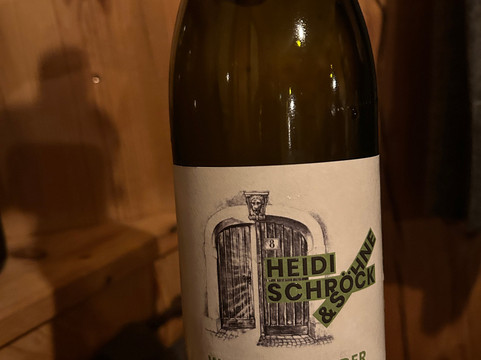 8
HEIDI
SCHRÖCK
& SÖHNE